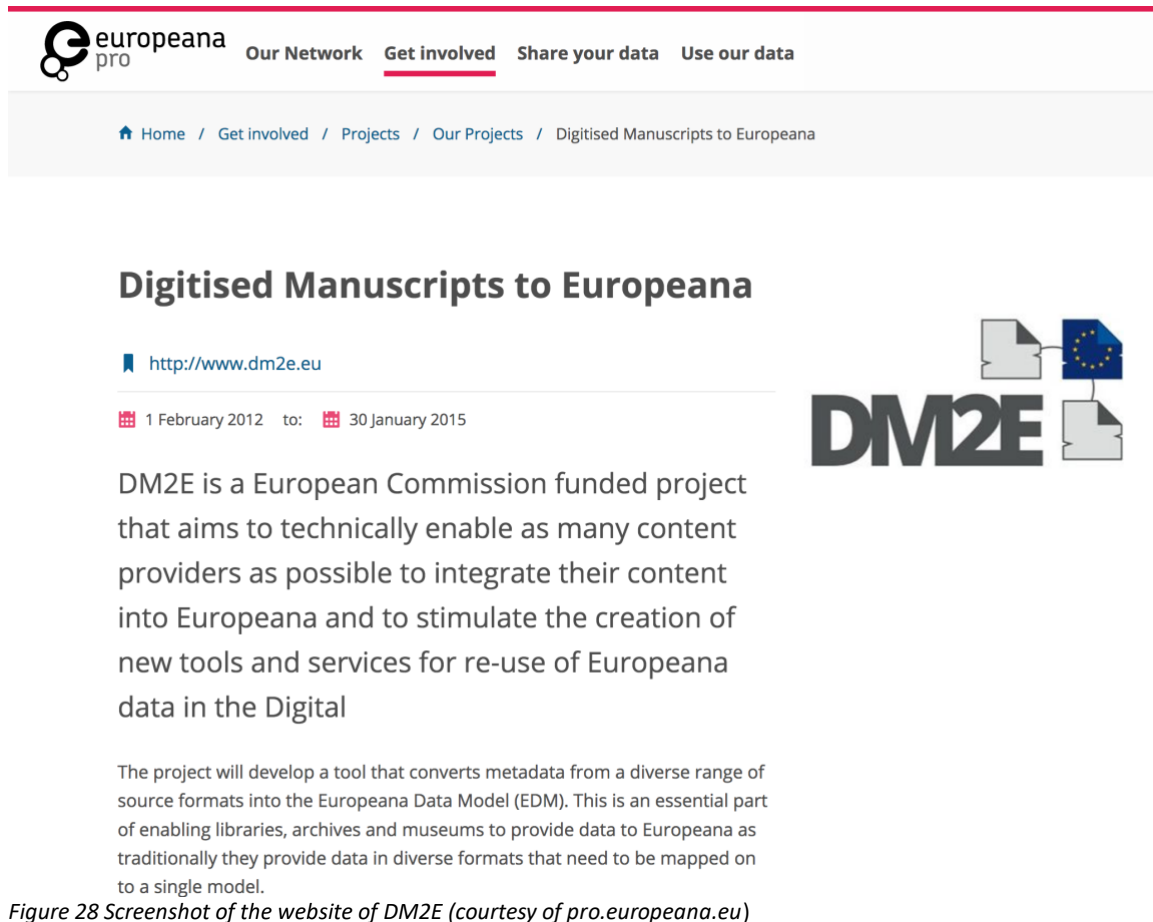 europeana
pro
Our Network Get involved Share your data Use our data
Home / Get involved / Projects / Our Projects / Digitised Manuscripts to Europeana
Digitised Manuscripts to Europeana
http://www.dm2e.eu
1 February 2012 to: 30 January 2015
DM2E
DM2E is a European Commission funded project
that aims to technically enable as many content
providers as possible to integrate their content
into Europeana and to stimulate the creation of
new tools and services for re-use of Europeana
data in the Digital
The project will develop a tool that converts metadata from a diverse range of
source formats into the Europeana Data Model (EDM). This is an essential part
of enabling libraries, archives and museums to provide data to Europeana as
traditionally they provide data in diverse formats that need to be mapped on
to a single model.
Figure 28 Screenshot of the website of DM2E (courtesy of pro.europeana.eu)